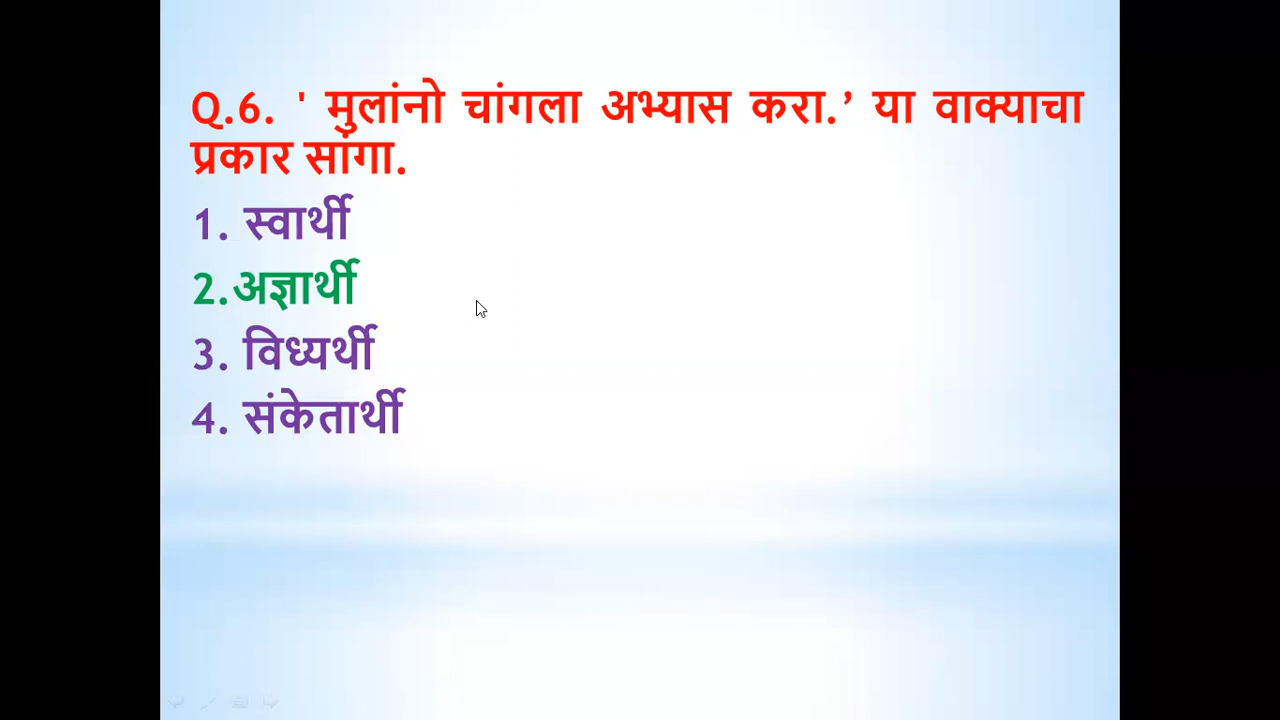 Q.6. ' मुलांनो चांगला अभ्यास करा.’ या वाक्याचा
प्रकार सांगा.
1. स्वार्थी
2.अज्ञार्थी
3. विध्यर्थी
4. संकेतार्थी